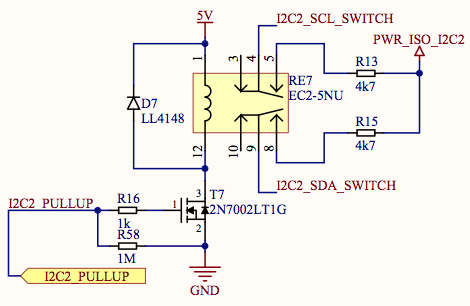 5V
I2C2_SCL_SWITCH
PWR_ISO_I2C2
1
3
4
5
R13
4k7
RE7
EC2-5NU
D7
LL4148
R15
4k7
12
10
9
8
I2C2_SDA_SWITCH
I2C2_PULLUP
R16
1k
1
3
T7
2N7002LT1G
2
R58
1M
I2C2_PULLUP
GND